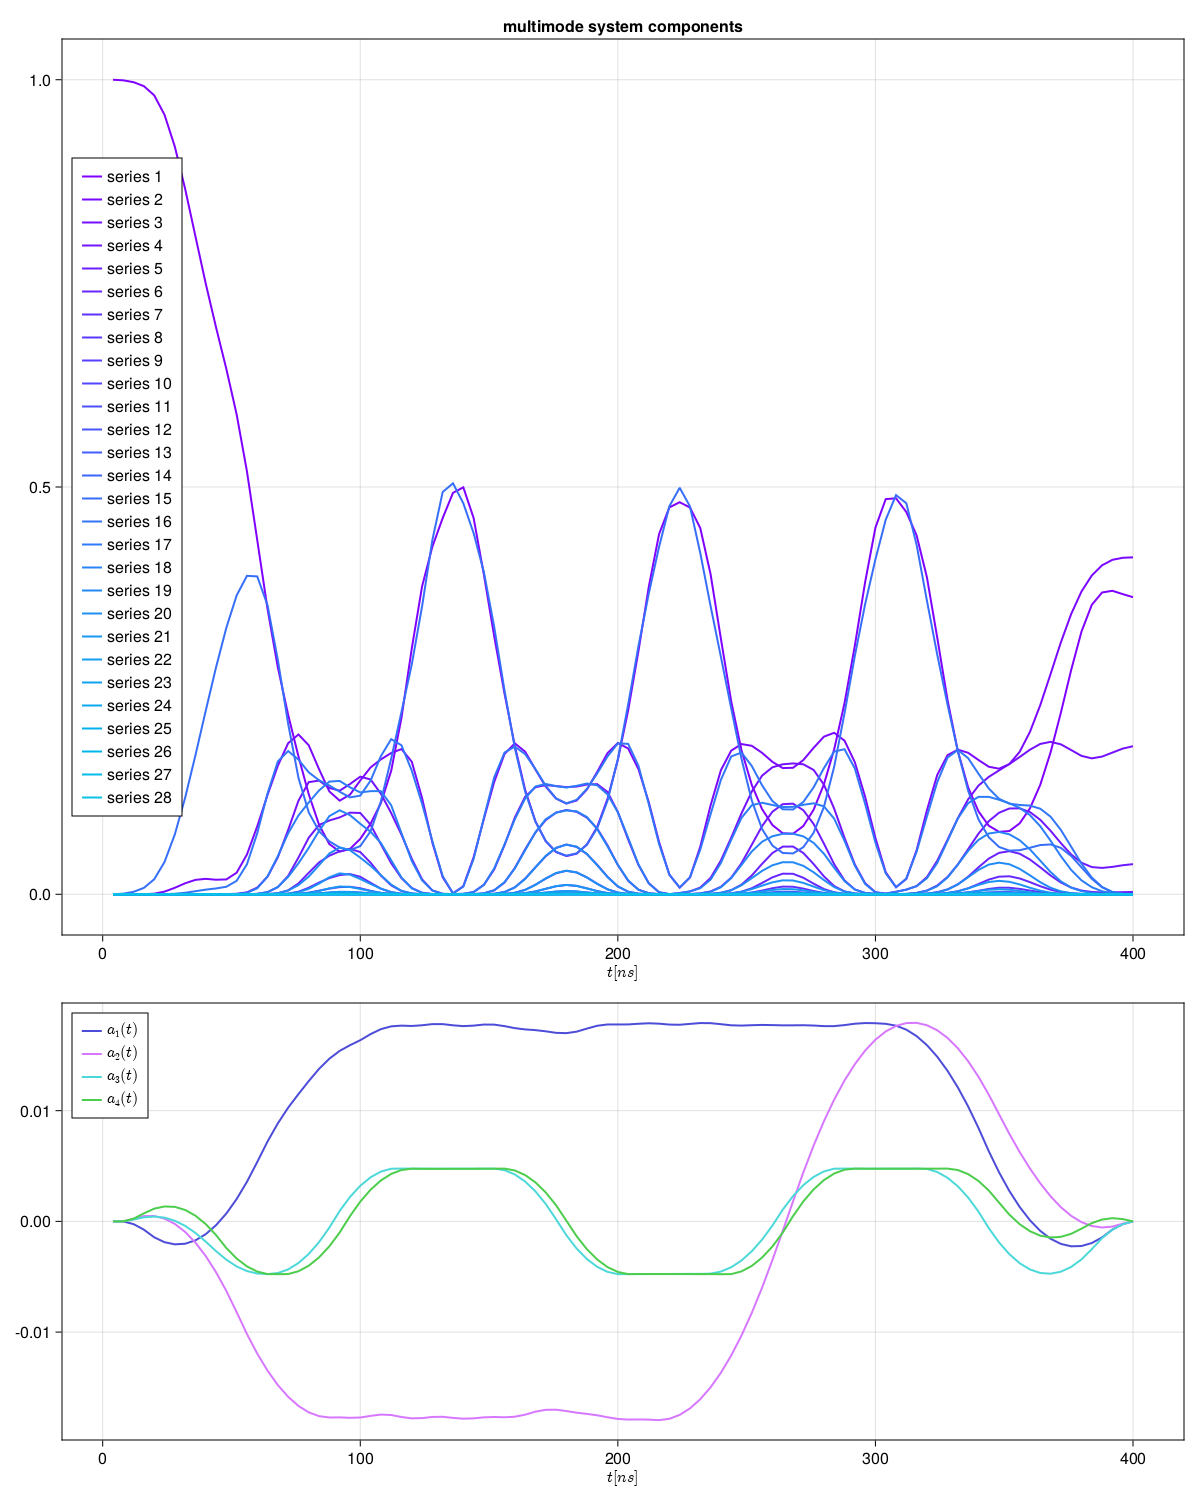 multimode system components
1.0
series 1
series 2
series 3
series 4
series 5
series 6
series 7
series 8
series 9
series 10
series 11
series 12
series 13
series 14
series 15
series 16
series 17
series 18
series 19
series 20
series 21
series 22
series 23
series 24
series 25
series 26
series 27
series 28
0.5
0.0
0 100 200 300 400
t[ns]
a₁(t)
a₂(t)
a₃(t)
a₄(t)
0.01
0.00
-0.01
0 100 200 300 400
t[ns]